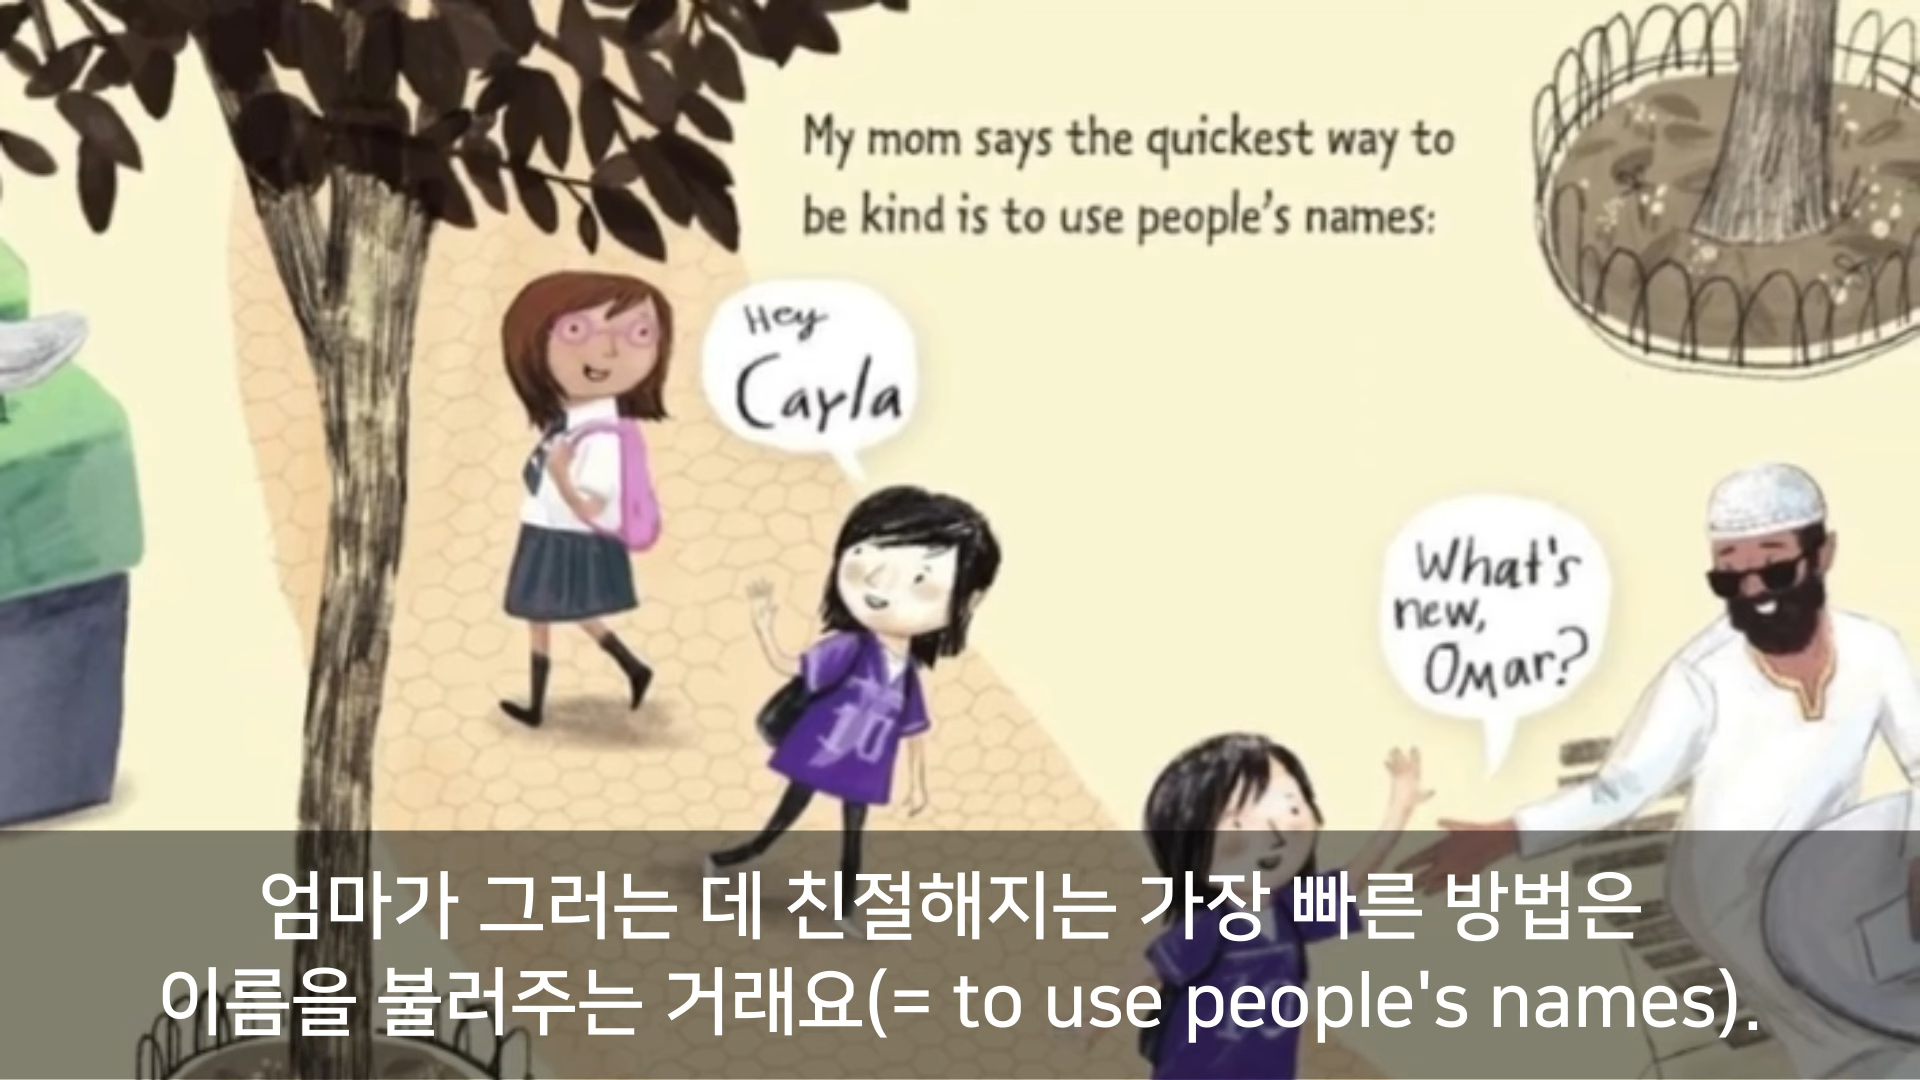 My mom says the quickest way to
be kind is to use people's names:
Hey
Cayla
What's
new,
Omar?
10
엄마가 그러는 데 친절해지는 가장 빠른 방법은
이름을 불러주는 거래요(= to use people's names).